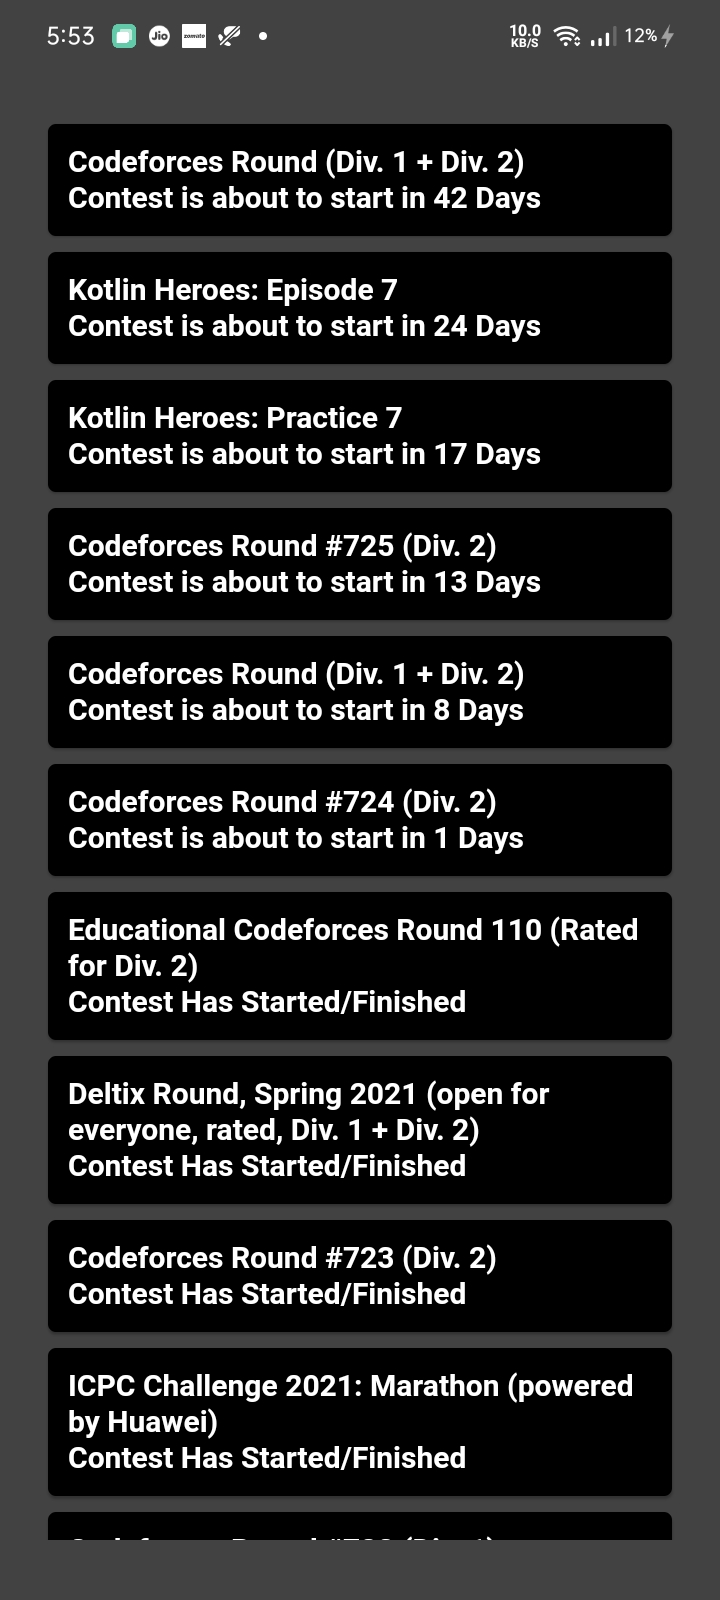 5:53
Jio
zomato
10.0
KB/S
12%
Codeforces Round (Div. 1 + Div. 2)
Contest is about to start in 42 Days
Kotlin Heroes: Episode 7
Contest is about to start in 24 Days
Kotlin Heroes: Practice 7
Contest is about to start in 17 Days
Codeforces Round #725 (Div. 2)
Contest is about to start in 13 Days
Codeforces Round (Div. 1 + Div. 2)
Contest is about to start in 8 Days
Codeforces Round #724 (Div. 2)
Contest is about to start in 1 Days
Educational Codeforces Round 110 (Rated
for Div. 2)
Contest Has Started/Finished
Deltix Round, Spring 2021 (open for
everyone, rated, Div. 1 + Div. 2)
Contest Has Started/Finished
Codeforces Round #723 (Div. 2)
Contest Has Started/Finished
ICPC Challenge 2021: Marathon (powered
by Huawei)
Contest Has Started/Finished